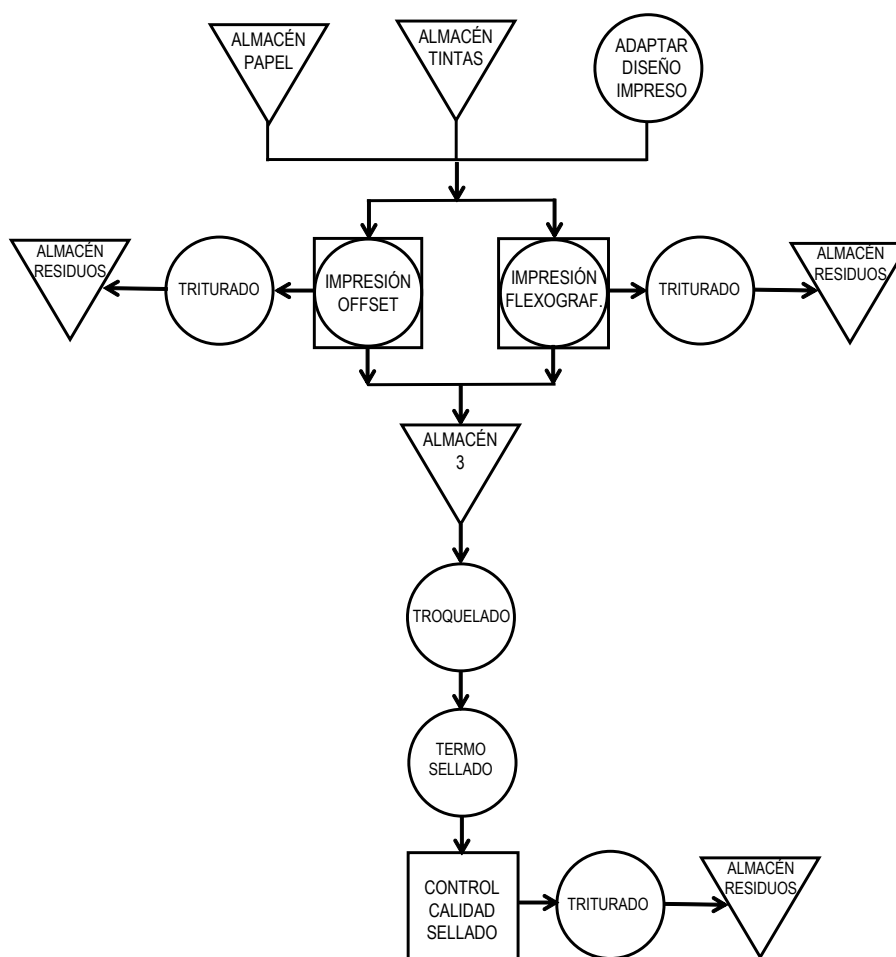 ALMACÉN
PAPEL
ALMACÉN
TINTAS
ADAPTAR
DISEÑO
IMPRESO
ALMACÉN
RESIDUOS
TRITURADO
IMPRESIÓN
OFFSET
IMPRESIÓN
FLEXOGRAF.
TRITURADO
ALMACÉN
RESIDUOS
ALMACÉN
3
TROQUELADO
TERMO
SELLADO
CONTROL
CALIDAD
SELLADO
TRITURADO
ALMACÉN
RESIDUOS